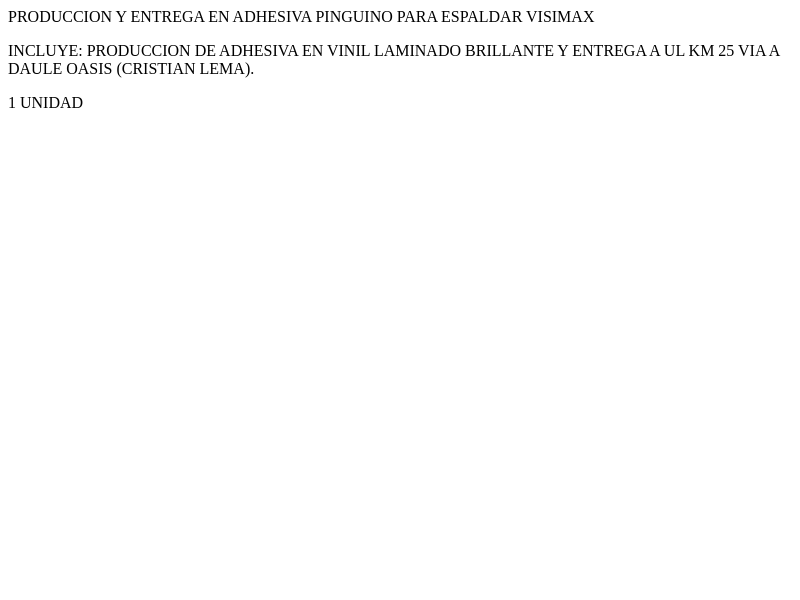 PRODUCCION Y ENTREGA EN ADHESIVA PINGUINO PARA ESPALDAR VISIMAX
INCLUYE: PRODUCCION DE ADHESIVA EN VINIL LAMINADO BRILLANTE Y ENTREGA A UL KM 25 VIA A
DAULE OASIS (CRISTIAN LEMA).
1 UNIDAD